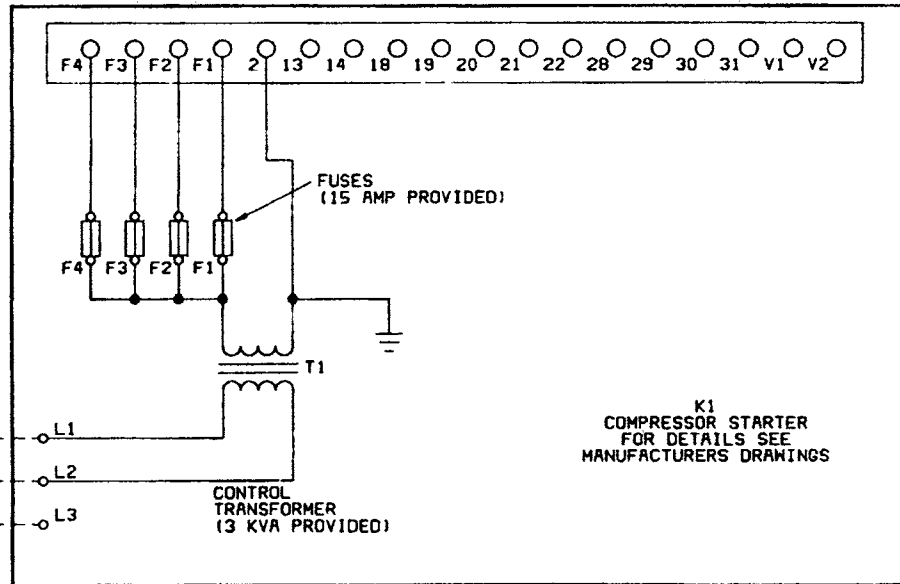 F4 F3 F2 F1 2 13 14 18 19 20 21 22 28 29 30 31 V1 V2
FUSES
(15 AMP PROVIDED)
F4 F3 F2 F1
T1
K1
COMPRESSOR STARTER
FOR DETAILS SEE
MANUFACTURERS DRAWINGS
L1
L2
CONTROL
TRANSFORMER
(3 KVA PROVIDED)
L3